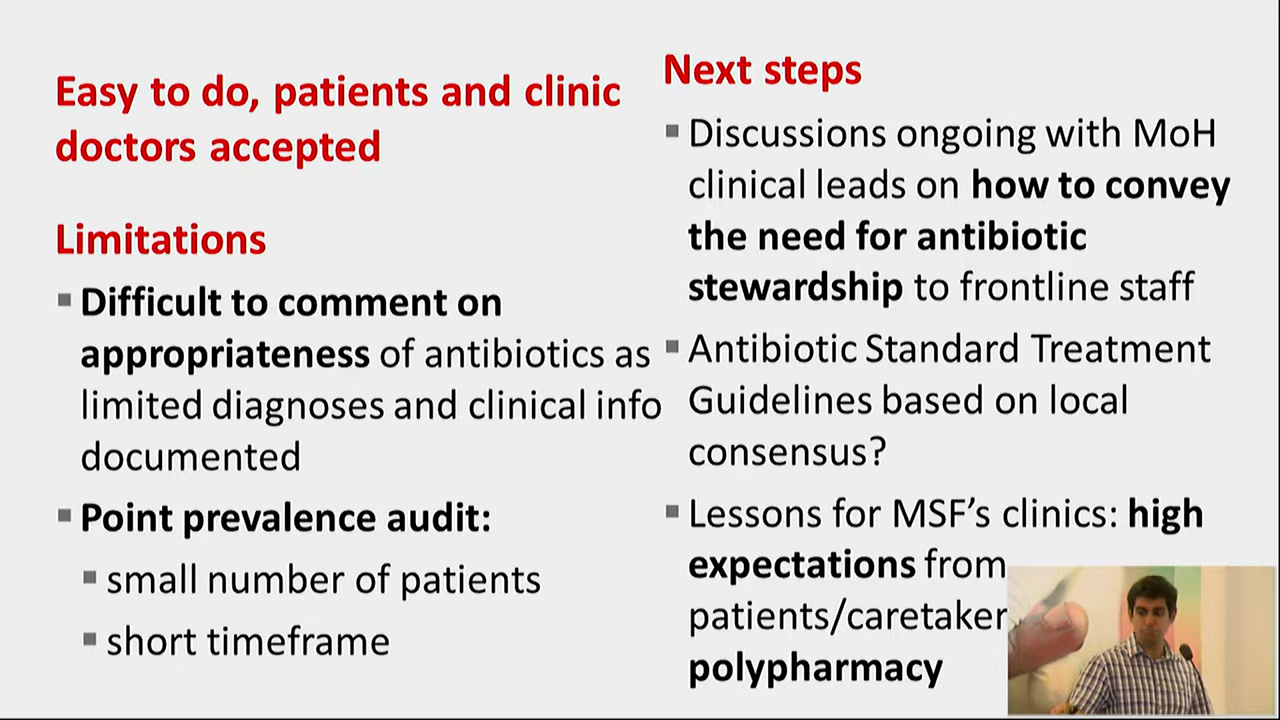 Easy to do, patients and clinic
doctors accepted
Limitations
Difficult to comment on
appropriateness of antibiotics as
limited diagnoses and clinical info
documented
Point prevalence audit:
small number of patients
short timeframe
Next steps
Discussions ongoing with MoH
clinical leads on how to convey
the need for antibiotic
stewardship to frontline staff
Antibiotic Standard Treatment
Guidelines based on local
consensus?
Lessons for MSF’s clinics: high
expectations from
patients/caretaker
polypharmacy